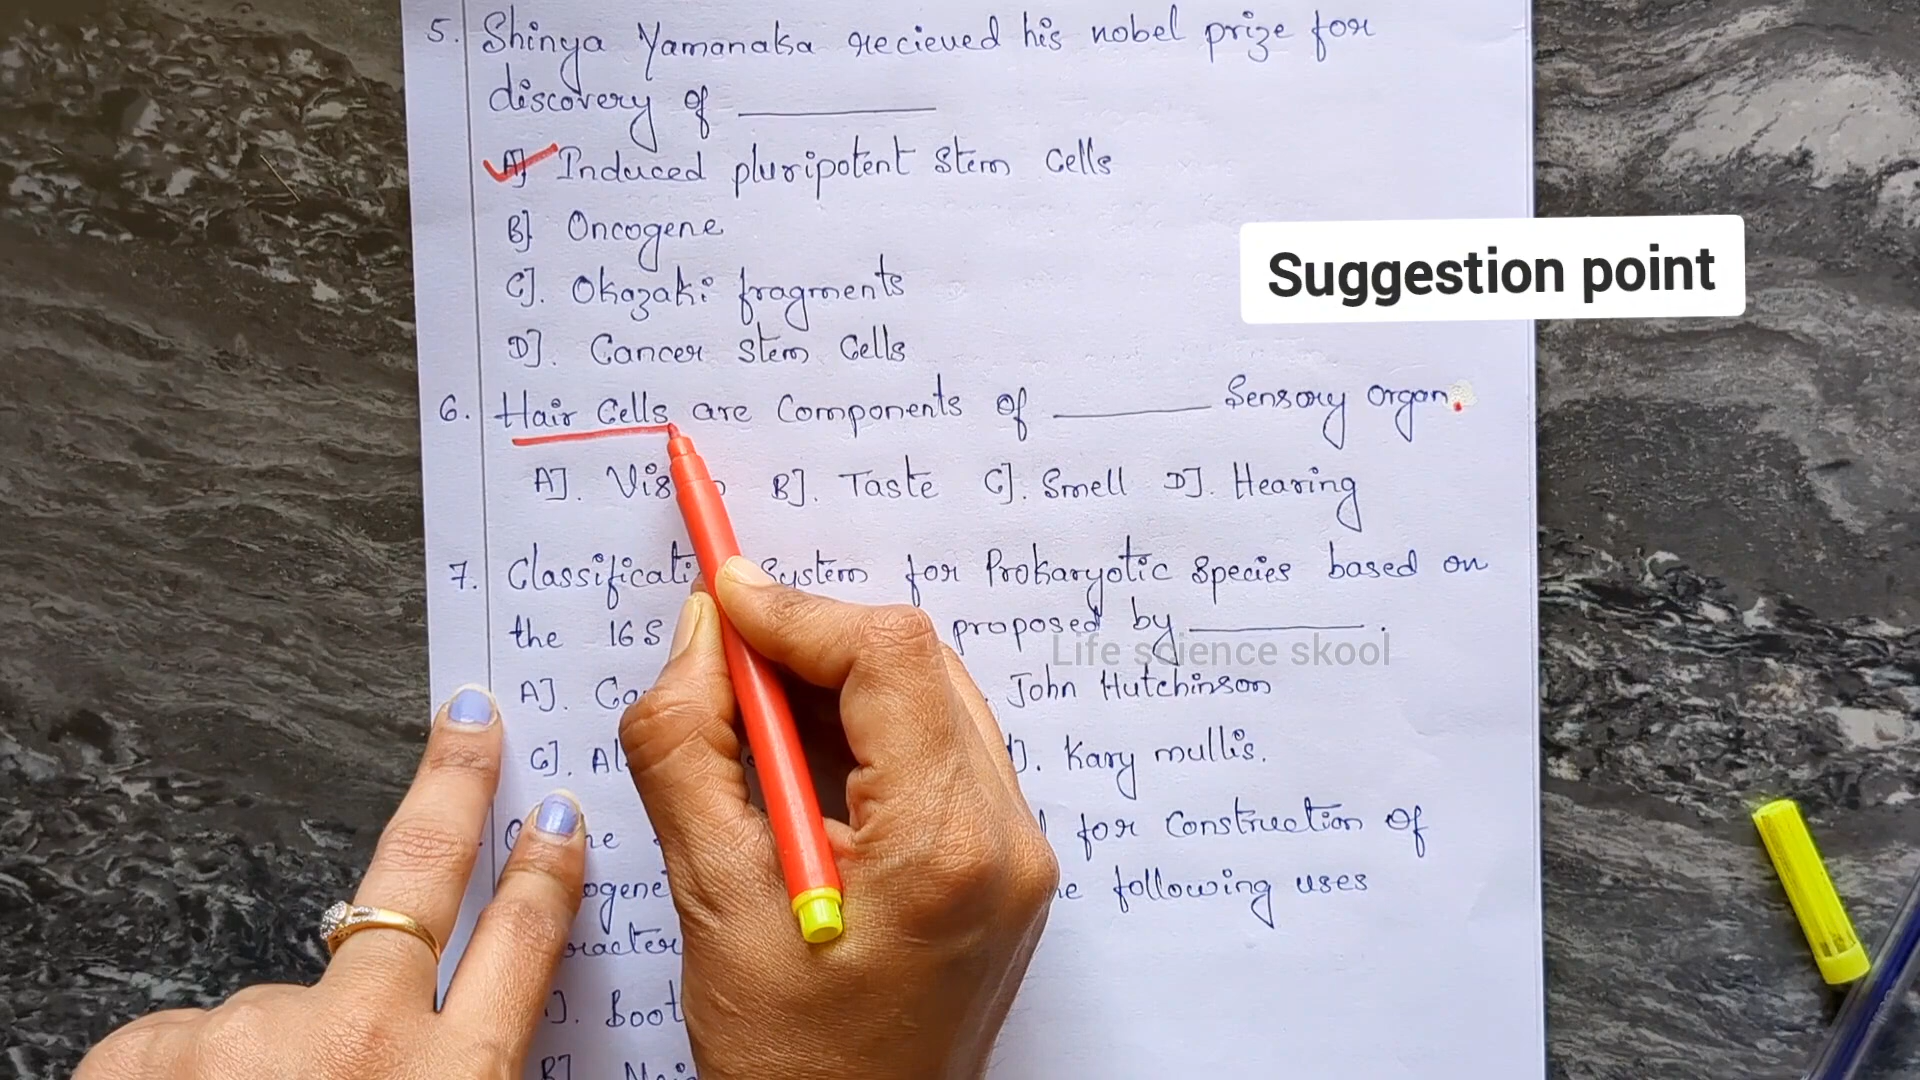 5. Shinya Yamanaka recieved his nobel prize for
discovery of ________
A] Induced pluripotent Stem Cells
B] Oncogene
C]. Okazaki fragments
D]. Cancer Stem Cells
Suggestion point
6. Hair Cells are Components of ________ Sensory Organ.
A]. B]. Taste C]. Smell D]. Hearing
7. System for Prokaryotic Species based on
the 16S proposed by ________.
Life science skool
A]. John Hutchinson
C]. Kary mullis.
for Construction of
following uses